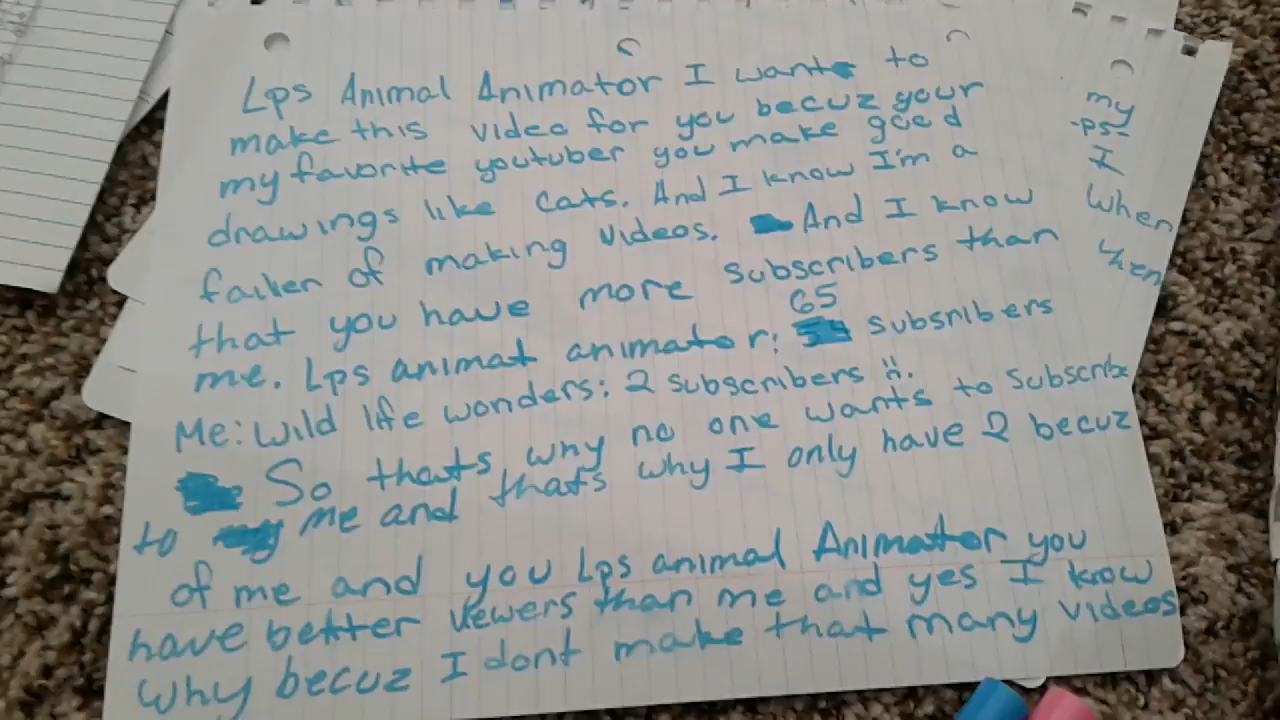 Lps Animal Animator I want to
make this video for you becuz your
my favorite youtuber you make good
drawings like cats. And I know I'm a
failer of making videos. And I know
that you have more subscribers than
me. Lps animat animator: 65 subsribers
Me: wild life wonders: 2 subscribers :(.
So thats why no one wants to subscribe
to me and thats why I only have 2 becuz
of me and you Lps animal Animator you
have better vewers than me and yes I know
why becuz I dont make that many videos
my
-ps-
I
when
when